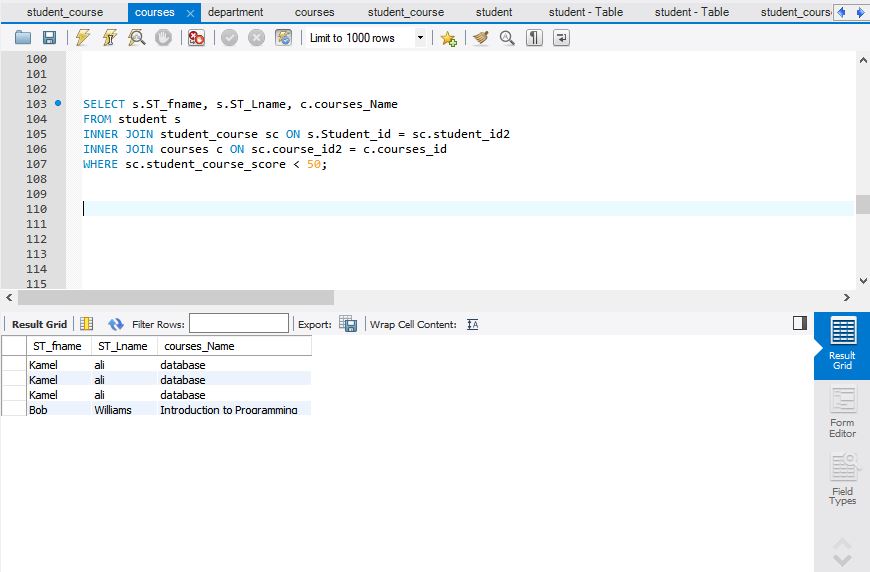 student_course courses department courses student_course student student - Table student - Table student_cours
Limit to 1000 rows
100
101
102
103 SELECT s.ST_fname, s.ST_Lname, c.courses_Name
104 FROM student s
105 INNER JOIN student_course sc ON s.Student_id = sc.student_id2
106 INNER JOIN courses c ON sc.course_id2 = c.courses_id
107 WHERE sc.student_course_score < 50;
108
109
110
111
112
113
114
115
Result Grid Filter Rows: Export: Wrap Cell Content: IA
ST_fname ST_Lname courses_Name
Kamel ali database
Kamel ali database
Kamel ali database
Bob Williams Introduction to Programming
Result
Grid
Form
Editor
Field
Types